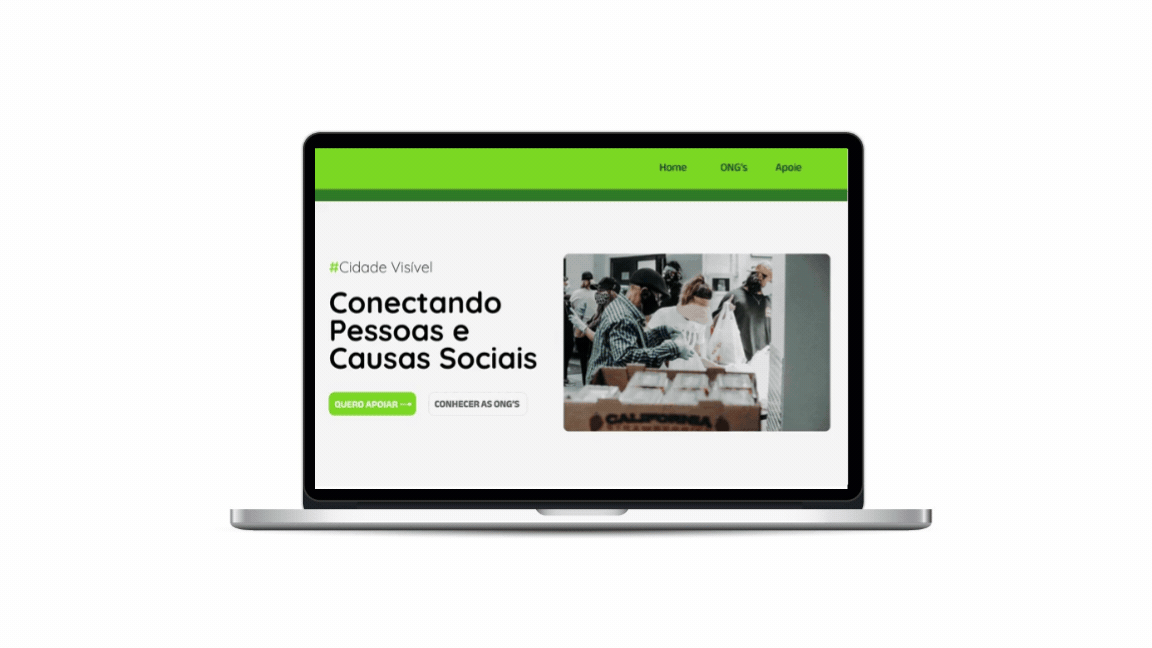 Home ONG's Apoie
#Cidade Visível
Conectando
Pessoas e
Causas Sociais
QUERO APOIAR → CONHECER AS ONG'S
CALIFORNIA